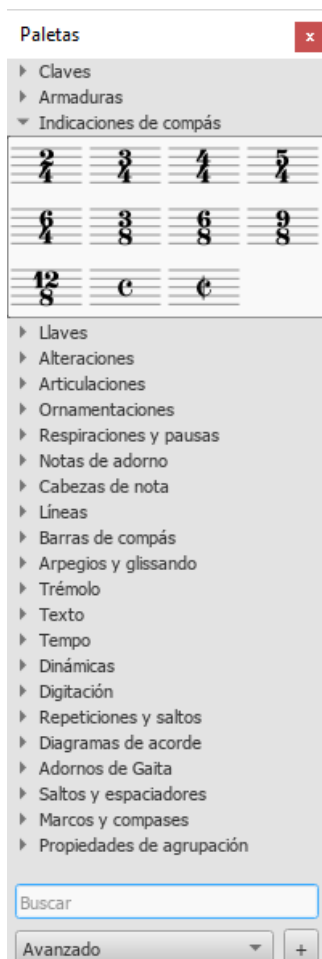 Paletas
x
Claves
Armaduras
Indicaciones de compás
2/4 3/4 4/4 5/4
6/4 3/8 6/8 9/8
12/8 𝄴 𝄵
Llaves
Alteraciones
Articulaciones
Ornamentaciones
Respiraciones y pausas
Notas de adorno
Cabezas de nota
Líneas
Barras de compás
Arpegios y glissando
Trémolo
Texto
Tempo
Dinámicas
Digitación
Repeticiones y saltos
Diagramas de acorde
Adornos de Gaita
Saltos y espaciadores
Marcos y compases
Propiedades de agrupación
Buscar
Avanzado +